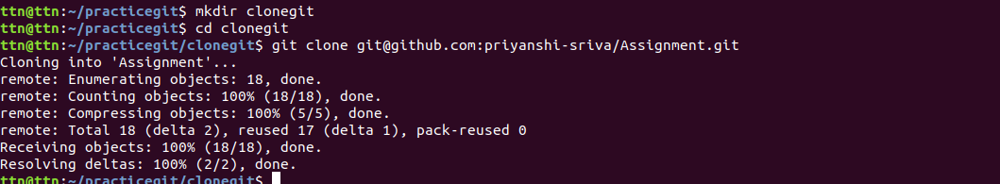 ttn@ttn:~/practicegit$ mkdir clonegit
ttn@ttn:~/practicegit$ cd clonegit
ttn@ttn:~/practicegit/clonegit$ git clone git@github.com:priyanshi-sriva/Assignment.git
Cloning into 'Assignment'...
remote: Enumerating objects: 18, done.
remote: Counting objects: 100% (18/18), done.
remote: Compressing objects: 100% (5/5), done.
remote: Total 18 (delta 2), reused 17 (delta 1), pack-reused 0
Receiving objects: 100% (18/18), done.
Resolving deltas: 100% (2/2), done.
ttn@ttn:~/practicegit/clonegit$